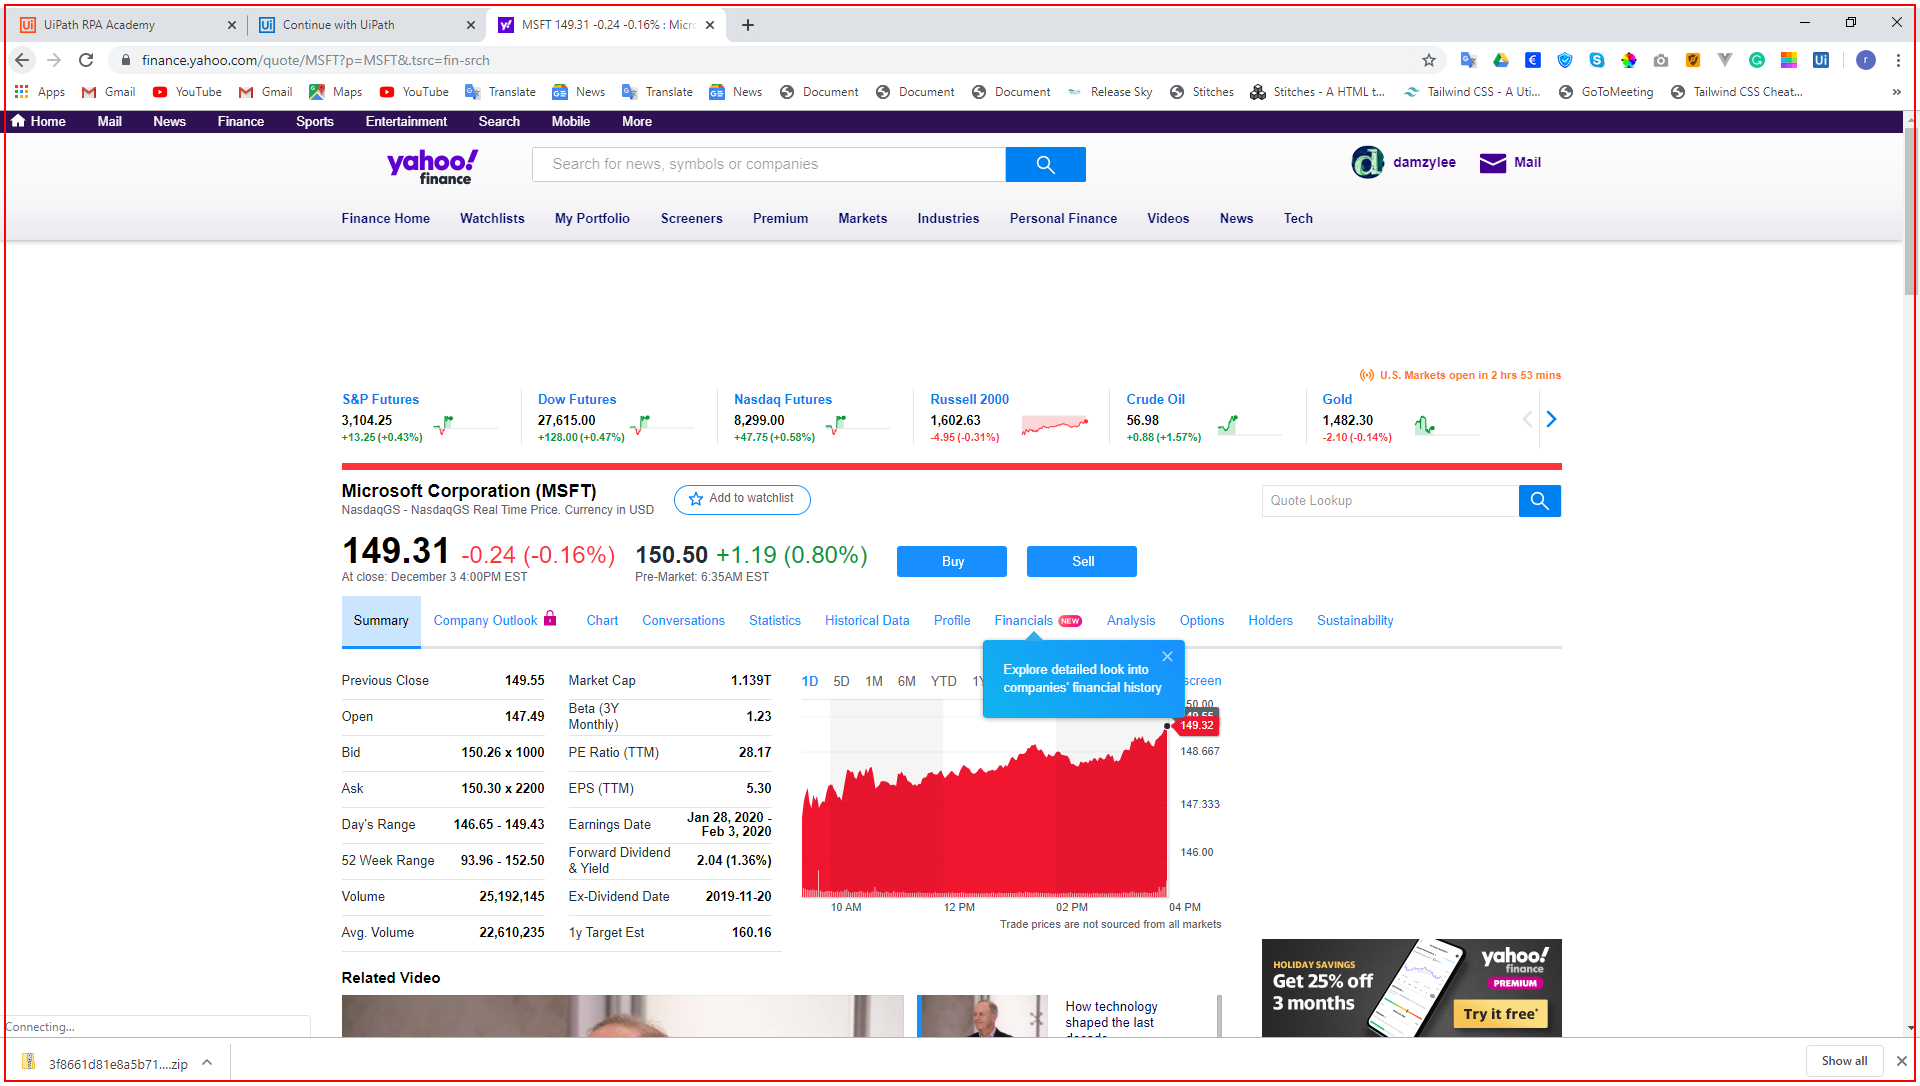 UiPath RPA Academy
Continue with UiPath
MSFT 149.31 -0.24 -0.16% : Micr
finance.yahoo.com/quote/MSFT?p=MSFT&.tsrc=fin-srch
Apps Gmail YouTube Gmail Maps YouTube Translate News Translate News Document Document Document Release Sky Stitches Stitches - A HTML t... Tailwind CSS - A Uti... GoToMeeting Tailwind CSS Cheat... »
Home Mail News Finance Sports Entertainment Search Mobile More
yahoo!
finance
Search for news, symbols or companies
damzylee
Mail
Finance Home Watchlists My Portfolio Screeners Premium Markets Industries Personal Finance Videos News Tech
U.S. Markets open in 2 hrs 53 mins
S&P Futures
3,104.25
+13.25 (+0.43%)
Dow Futures
27,615.00
+128.00 (+0.47%)
Nasdaq Futures
8,299.00
+47.75 (+0.58%)
Russell 2000
1,602.63
-4.95 (-0.31%)
Crude Oil
56.98
+0.88 (+1.57%)
Gold
1,482.30
-2.10 (-0.14%)
Microsoft Corporation (MSFT)
NasdaqGS - NasdaqGS Real Time Price. Currency in USD
Add to watchlist
Quote Lookup
149.31 -0.24 (-0.16%)
At close: December 3 4:00PM EST
150.50 +1.19 (0.80%)
Pre-Market: 6:35AM EST
Buy
Sell
Summary Company Outlook Chart Conversations Statistics Historical Data Profile Financials NEW Analysis Options Holders Sustainability
Explore detailed look into
companies' financial history
Previous Close 149.55
Open 147.49
Bid 150.26 x 1000
Ask 150.30 x 2200
Day's Range 146.65 - 149.43
52 Week Range 93.96 - 152.50
Volume 25,192,145
Avg. Volume 22,610,235
Market Cap 1.139T
Beta (3Y
Monthly) 1.23
PE Ratio (TTM) 28.17
EPS (TTM) 5.30
Earnings Date Jan 28, 2020 -
Feb 3, 2020
Forward Dividend
& Yield 2.04 (1.36%)
Ex-Dividend Date 2019-11-20
1y Target Est 160.16
1D 5D 1M 6M YTD 1Y screen
149.32
148.667
147.333
146.00
10 AM 12 PM 02 PM 04 PM
Trade prices are not sourced from all markets
Related Video
How technology
shaped the last
HOLIDAY SAVINGS
Get 25% off
3 months
yahoo!
finance
PREMIUM
Try it free*
Connecting...
3f8661d81e8a5b71....zip
Show all